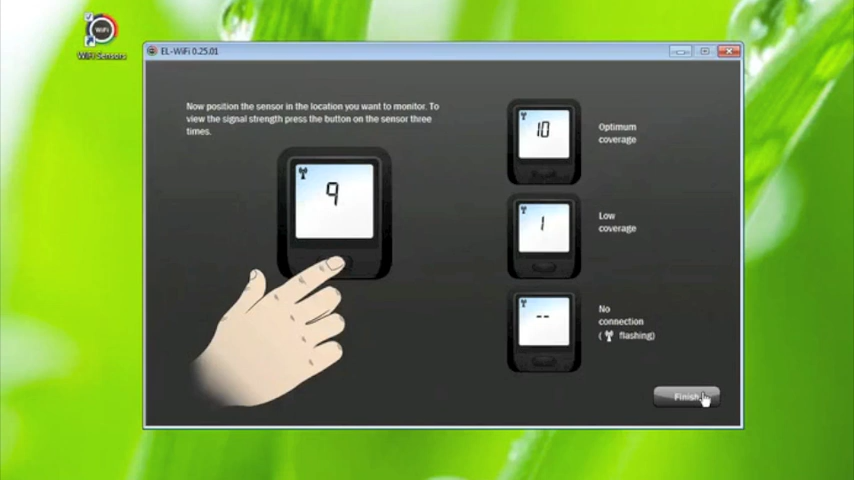 WiFi
WiFi Sensors
EL-WiFi 0.25.01
Now position the sensor in the location you want to monitor. To
view the signal strength press the button on the sensor three
times.
9
10
Optimum
coverage
1
Low
coverage
--
No
connection
( flashing)
Finish